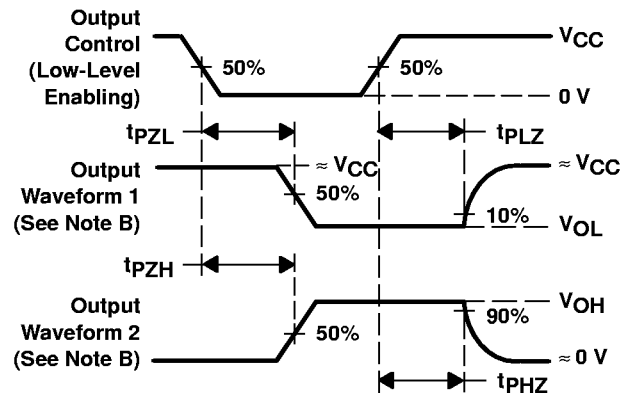 Output
Control
(Low-Level
Enabling)
50%
50%
VCC
0 V
tPZL
tPLZ
Output
Waveform 1
(See Note B)
≈ VCC
50%
≈ VCC
10%
VOL
tPZH
Output
Waveform 2
(See Note B)
50%
VOH
90%
≈ 0 V
tPHZ